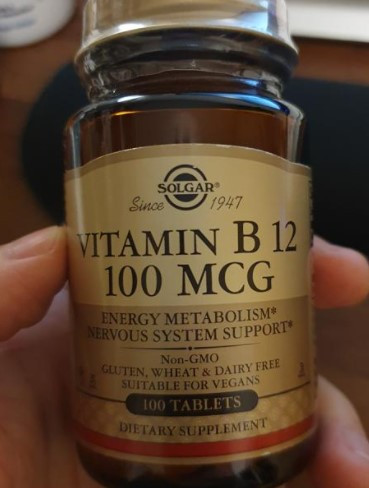 SOLGAR®
Since 1947
VITAMIN B 12
100 MCG
ENERGY METABOLISM*
NERVOUS SYSTEM SUPPORT*
Non-GMO
GLUTEN, WHEAT & DAIRY FREE
SUITABLE FOR VEGANS
100 TABLETS
DIETARY SUPPLEMENT